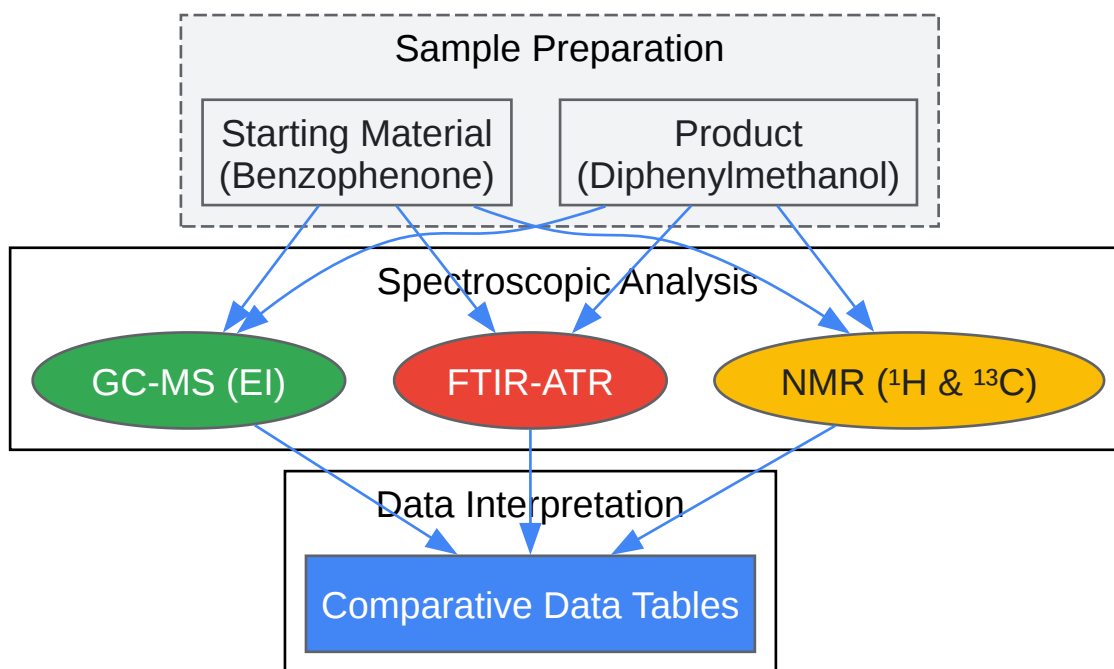 Sample Preparation
Starting Material
(Benzophenone)
Product
(Diphenylmethanol)
Spectroscopic Analysis
GC-MS (EI)
FTIR-ATR
NMR (¹H & ¹³C)
Data Interpretation
Comparative Data Tables